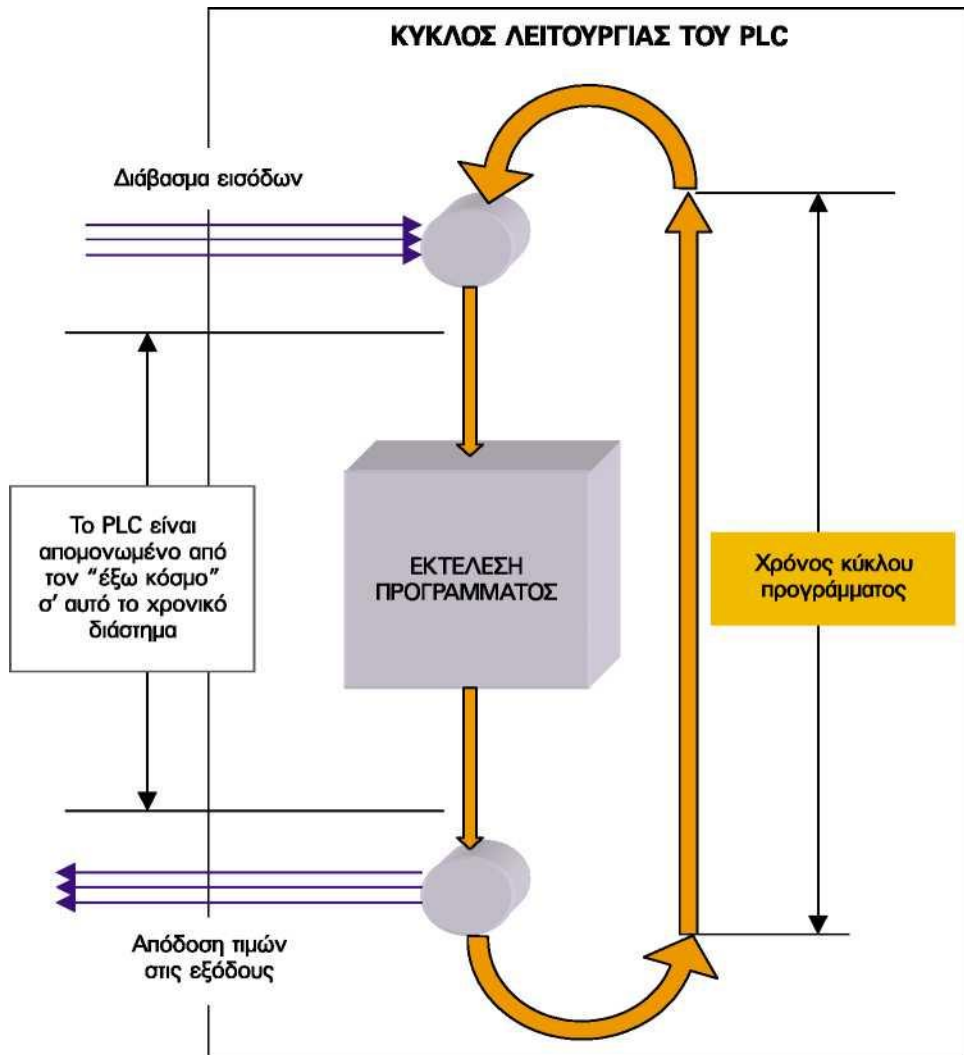 ΚΥΚΛΟΣ ΛΕΙΤΟΥΡΓΙΑΣ ΤΟΥ PLC
Διάβασμα εισόδων
Το PLC είναι
απομονωμένο από
τον "έξω κόσμο"
σ' αυτό το χρονικό
διάστημα
ΕΚΤΕΛΕΣΗ
ΠΡΟΓΡΑΜΜΑΤΟΣ
Χρόνος κύκλου
προγράμματος
Απόδοση τιμών
στις εξόδους